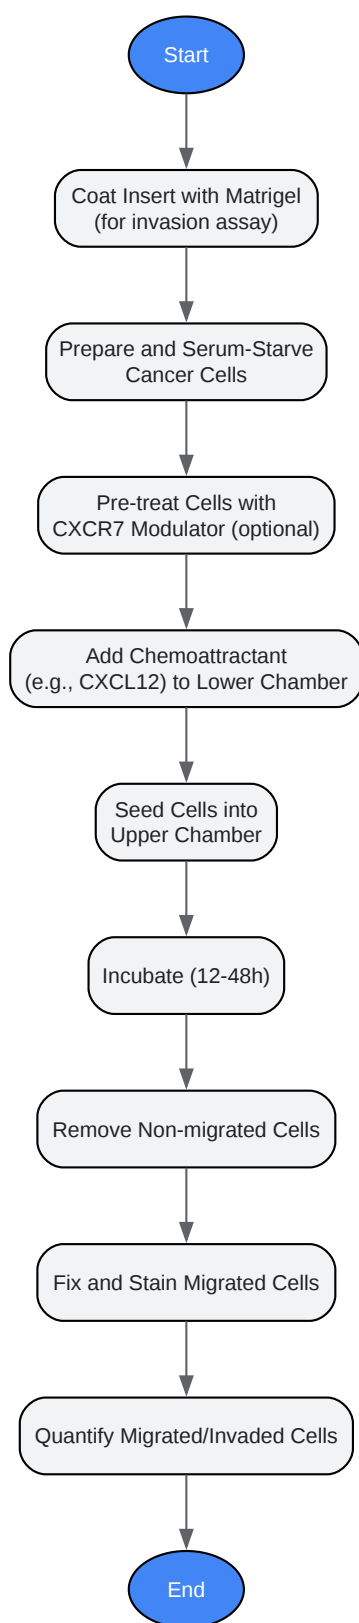 Start
Coat Insert with Matrigel
(for invasion assay)
Prepare and Serum-Starve
Cancer Cells
Pre-treat Cells with
CXCR7 Modulator (optional)
Add Chemoattractant
(e.g., CXCL12) to Lower Chamber
Seed Cells into
Upper Chamber
Incubate (12-48h)
Remove Non-migrated Cells
Fix and Stain Migrated Cells
Quantify Migrated/Invaded Cells
End